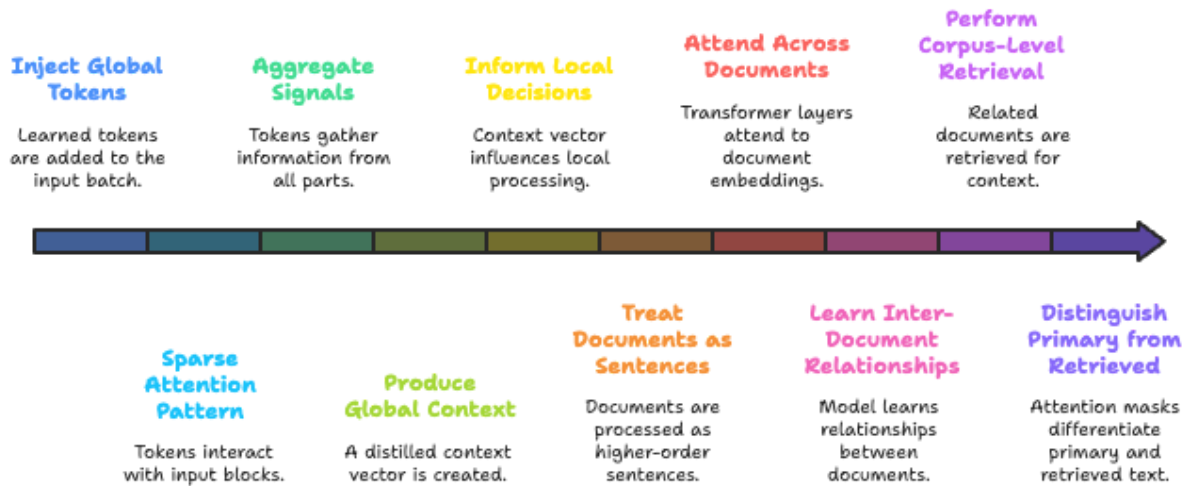 Inject Global
Tokens
Learned tokens
are added to the
input batch.
Sparse
Attention
Pattern
Tokens interact
with input blocks.
Aggregate
Signals
Tokens gather
information from
all parts.
Produce
Global Context
A distilled context
vector is created.
Inform Local
Decisions
Context vector
influences local
processing.
Treat
Documents as
Sentences
Documents are
processed as
higher-order
sentences.
Attend Across
Documents
Transformer layers
attend to
document
embeddings.
Learn Inter-
Document
Relationships
Model learns
relationships
between
documents.
Perform
Corpus-Level
Retrieval
Related
documents are
retrieved for
context.
Distinguish
Primary from
Retrieved
Attention masks
differentiate
primary and
retrieved text.